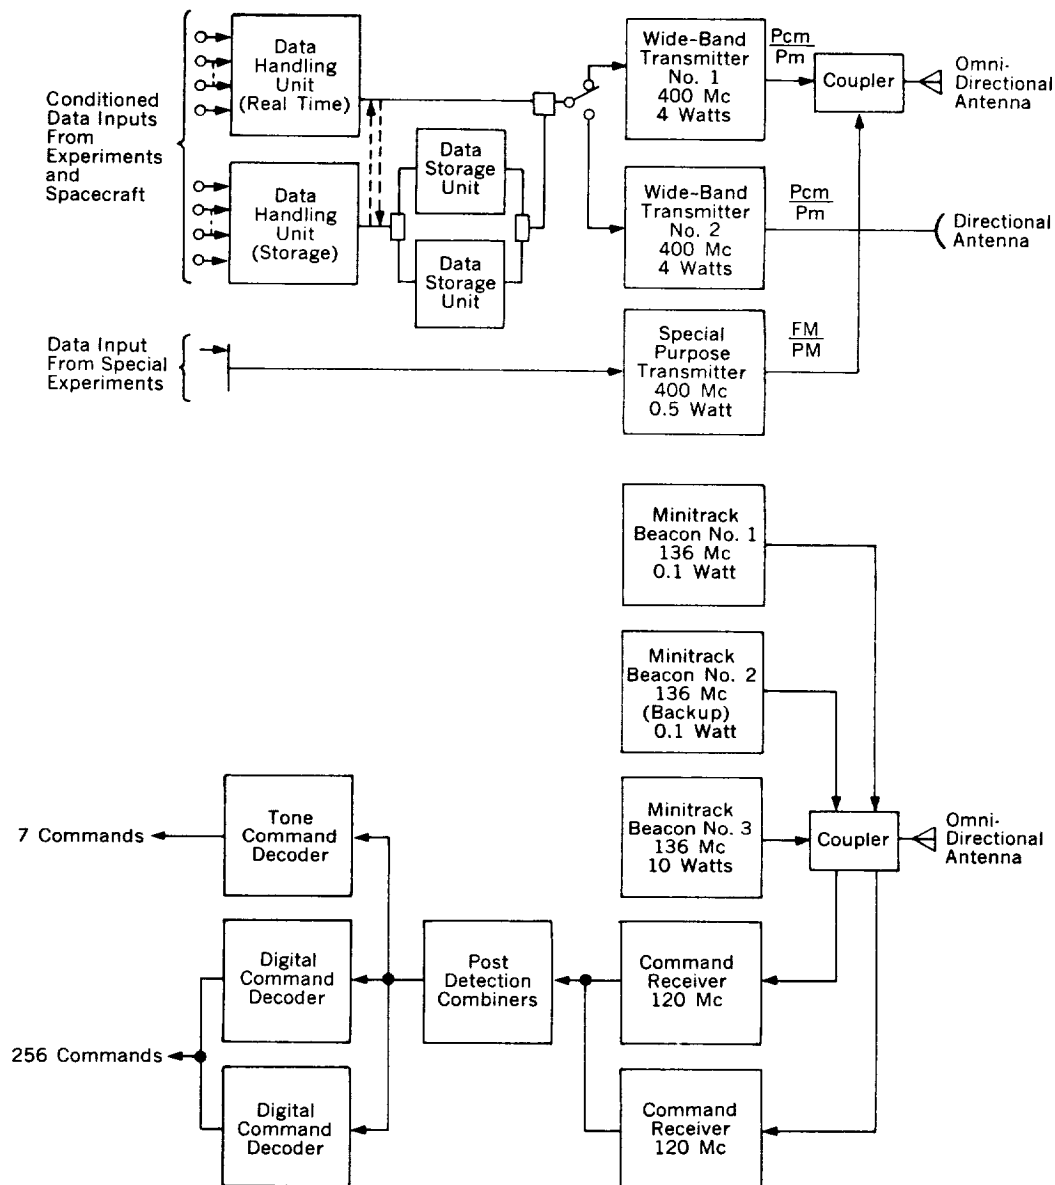 Conditioned
Data Inputs
From
Experiments
and
Spacecraft
Data
Handling
Unit
(Real Time)
Data
Handling
Unit
(Storage)
Data
Storage
Unit
Data
Storage
Unit
Wide-Band
Transmitter
No. 1
400 Mc
4 Watts
Pcm
Pm
Coupler
Omni-
Directional
Antenna
Wide-Band
Transmitter
No. 2
400 Mc
4 Watts
Pcm
Pm
Directional
Antenna
Data Input
From Special
Experiments
Special
Purpose
Transmitter
400 Mc
0.5 Watt
FM
PM
Minitrack
Beacon No. 1
136 Mc
0.1 Watt
Minitrack
Beacon No. 2
136 Mc
(Backup)
0.1 Watt
Minitrack
Beacon No. 3
136 Mc
10 Watts
Coupler
Omni-
Directional
Antenna
7 Commands
Tone
Command
Decoder
Digital
Command
Decoder
Post
Detection
Combiners
Command
Receiver
120 Mc
256 Commands
Digital
Command
Decoder
Command
Receiver
120 Mc